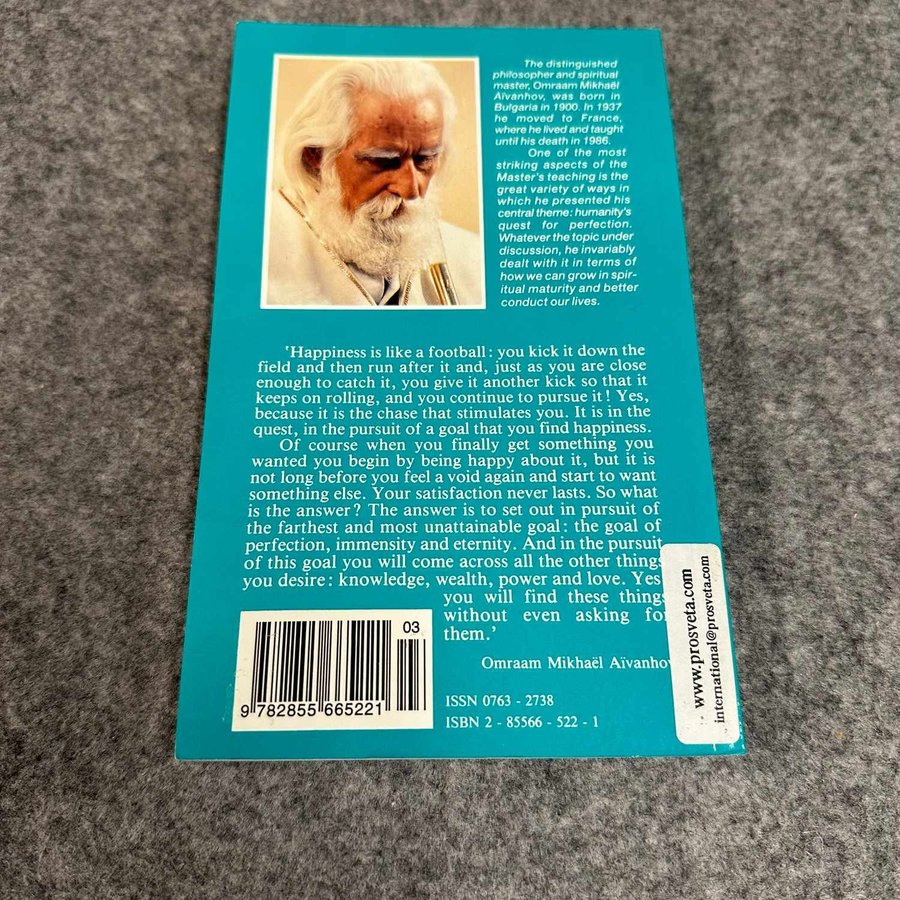 The distinguished
philosopher and spiritual
master, Omraam Mikhaël
Aïvanhov, was born in
Bulgaria in 1900. In 1937
he moved to France,
where he lived and taught
until his death in 1986.
One of the most
striking aspects of the
Master's teaching is the
great variety of ways in
which he presented his
central theme: humanity's
quest for perfection.
Whatever the topic under
discussion, he invariably
dealt with it in terms of
how we can grow in spir-
itual maturity and better
conduct our lives.
'Happiness is like a football : you kick it down the
field and then run after it and, just as you are close
enough to catch it, you give it another kick so that it
keeps on rolling, and you continue to pursue it ! Yes,
because it is the chase that stimulates you. It is in the
quest, in the pursuit of a goal that you find happiness.
Of course when you finally get something you
wanted you begin by being happy about it, but it is
not long before you feel a void again and start to want
something else. Your satisfaction never lasts. So what
is the answer ? The answer is to set out in pursuit of
the farthest and most unattainable goal : the goal of
perfection, immensity and eternity. And in the pursuit
of this goal you will come across all the other things
you desire : knowledge, wealth, power and love. Yes
you will find these things
without even asking for
them.'
Omraam Mikhaël Aïvanhov
03
9 782855 665221
ISSN 0763 - 2738
ISBN 2 - 85566 - 522 - 1
www.prosveta.com
international@prosveta.com